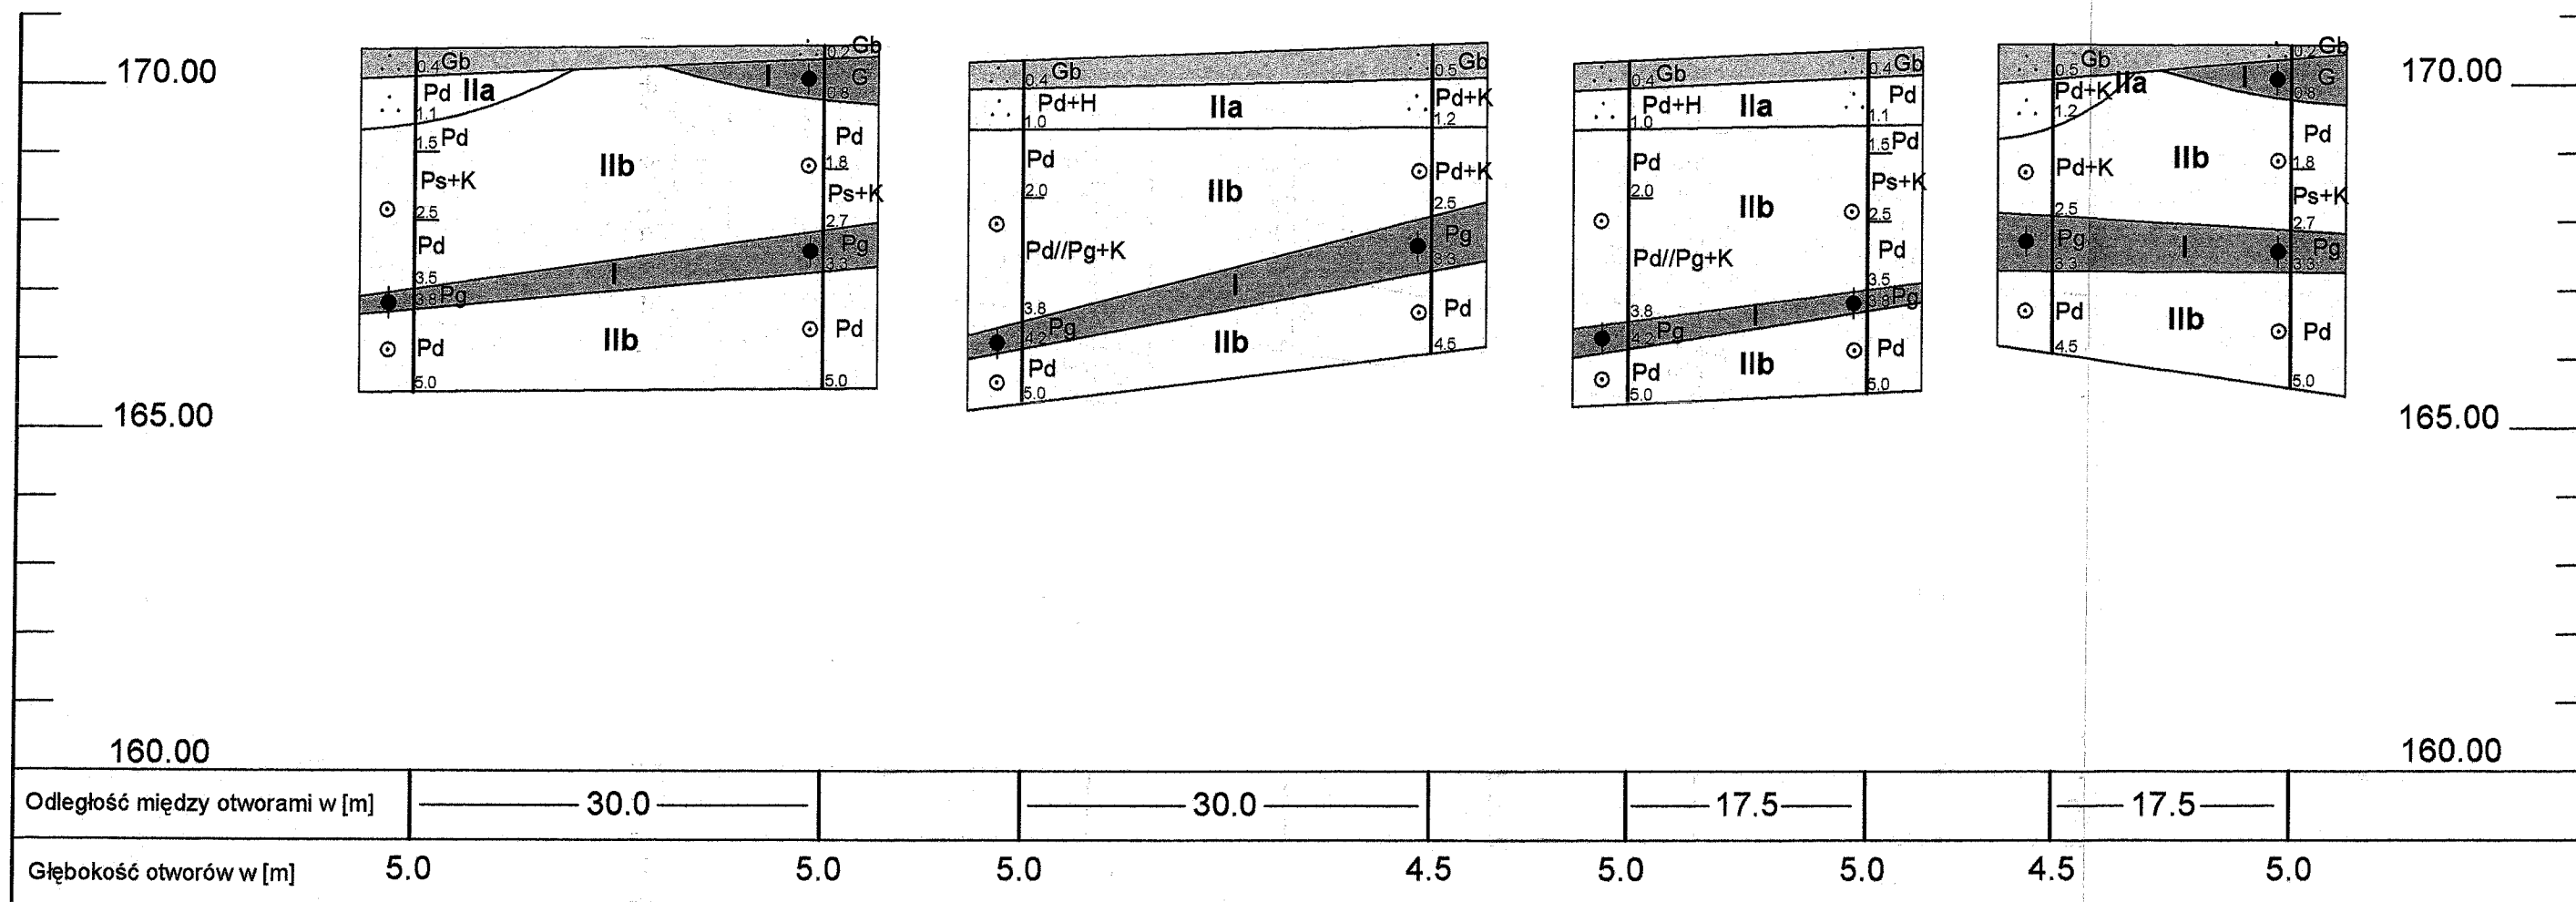 170.00
165.00
160.00
0.4 Gb
Pd IIa
1.1
Pd
1.5
Ps+K
2.5
Pd
3.5
3.8 Pg
Pd
5.0
IIb
I
IIb
0.2 Gb
I G
0.8
Pd
1.8
Ps+K
2.7
Pg
3.3
Pd
5.0
0.4 Gb
Pd+H
1.0
Pd
2.0
Pd//Pg+K
3.8
4.2 Pg
Pd
5.0
IIa
IIb
I
IIb
0.5 Gb
Pd+K
1.2
Pd+K
2.5
Pg
3.3
Pd
4.5
0.4 Gb
Pd+H
1.0
Pd
2.0
Pd//Pg+K
3.8
4.2 Pg
Pd
5.0
IIa
IIb
I
IIb
0.4 Gb
Pd
1.1
Pd
1.5
Ps+K
2.5
Pd
3.5
3.8 Pg
Pd
5.0
0.5 Gb
Pd+K IIa
1.2
Pd+K
2.5
Pg
3.3
Pd
4.5
IIb
I
IIb
0.2 Gb
I G
0.8
Pd
1.8
Ps+K
2.7
Pg
3.3
Pd
5.0
170.00
165.00
160.00
Odległość między otworami w [m] 30.0 30.0 17.5 17.5
Głębokość otworów w [m] 5.0 5.0 5.0 4.5 5.0 5.0 4.5 5.0